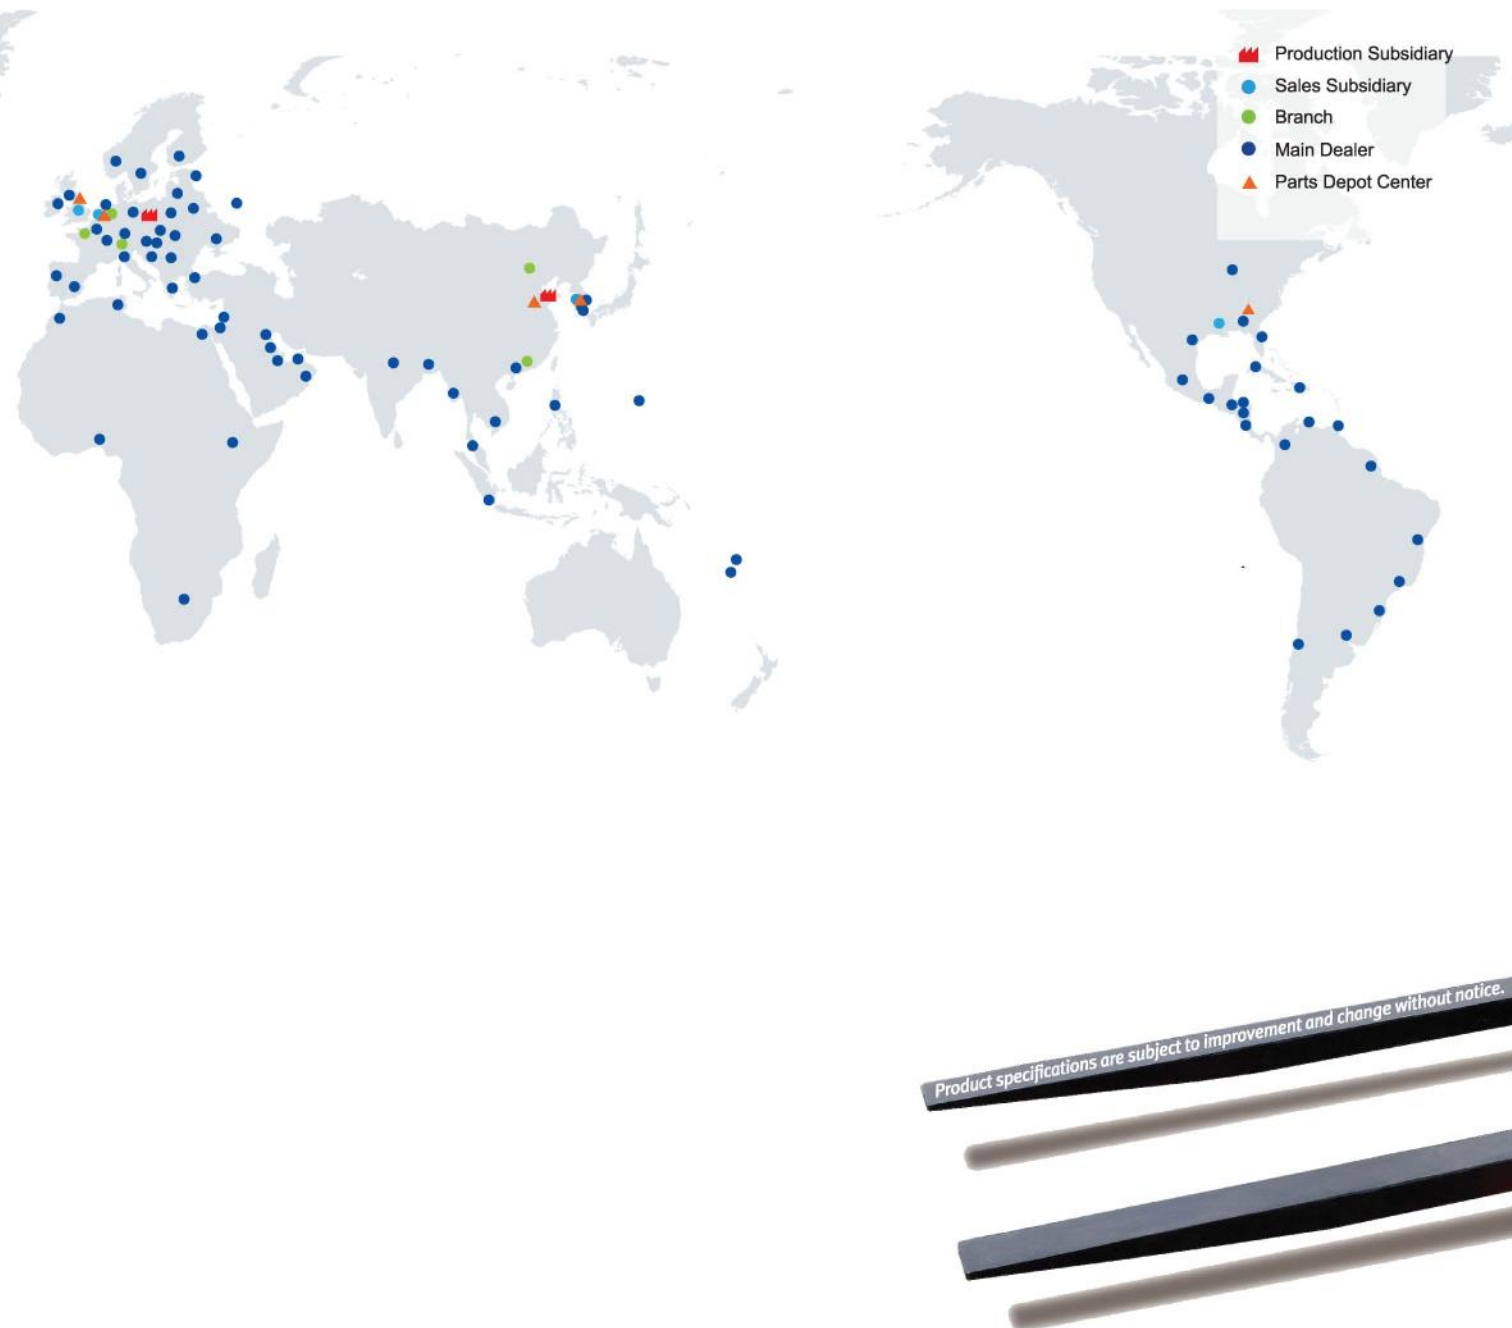 Production Subsidiary
Sales Subsidiary
Branch
Main Dealer
Parts Depot Center
Product specifications are subject to improvement and change without notice.